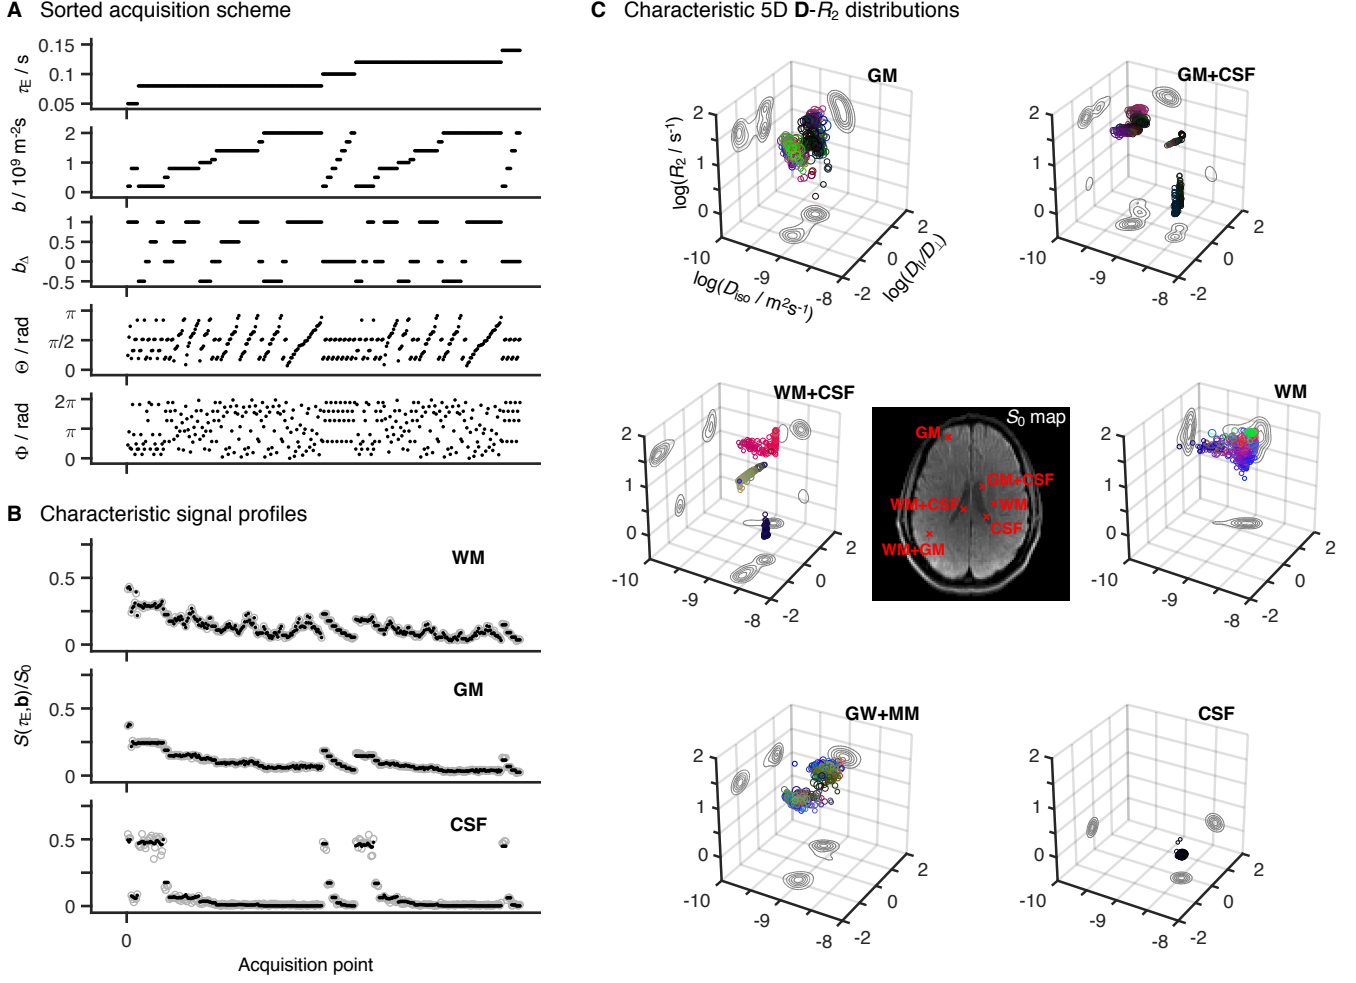 A Sorted acquisition scheme
τE / s
0.15
0.1
0.05
b / 10⁹ m⁻²s
2
1
0
bΔ
1
0.5
0
-0.5
Θ / rad
π
π/2
0
Φ / rad
2π
π
0
B Characteristic signal profiles
S(τE,b)/S0
WM
0.5
0
GM
0.5
0
CSF
0.5
0
0
Acquisition point
C Characteristic 5D D-R2 distributions
GM
log(R2 / s⁻¹)
2
1
0
-10
-9
-8
log(Diso / m²s⁻¹)
-2
0
2
log(D||/D⊥)
GM+CSF
2
1
0
-10
-9
-8
-2
0
2
WM+CSF
2
1
0
-10
-9
-8
-2
0
2
S0 map
GM
GM+CSF
WM+CSF
WM
CSF
WM+GM
WM
2
1
0
-10
-9
-8
-2
0
2
GW+MM
2
1
0
-10
-9
-8
-2
0
2
CSF
2
1
0
-10
-9
-8
-2
0
2